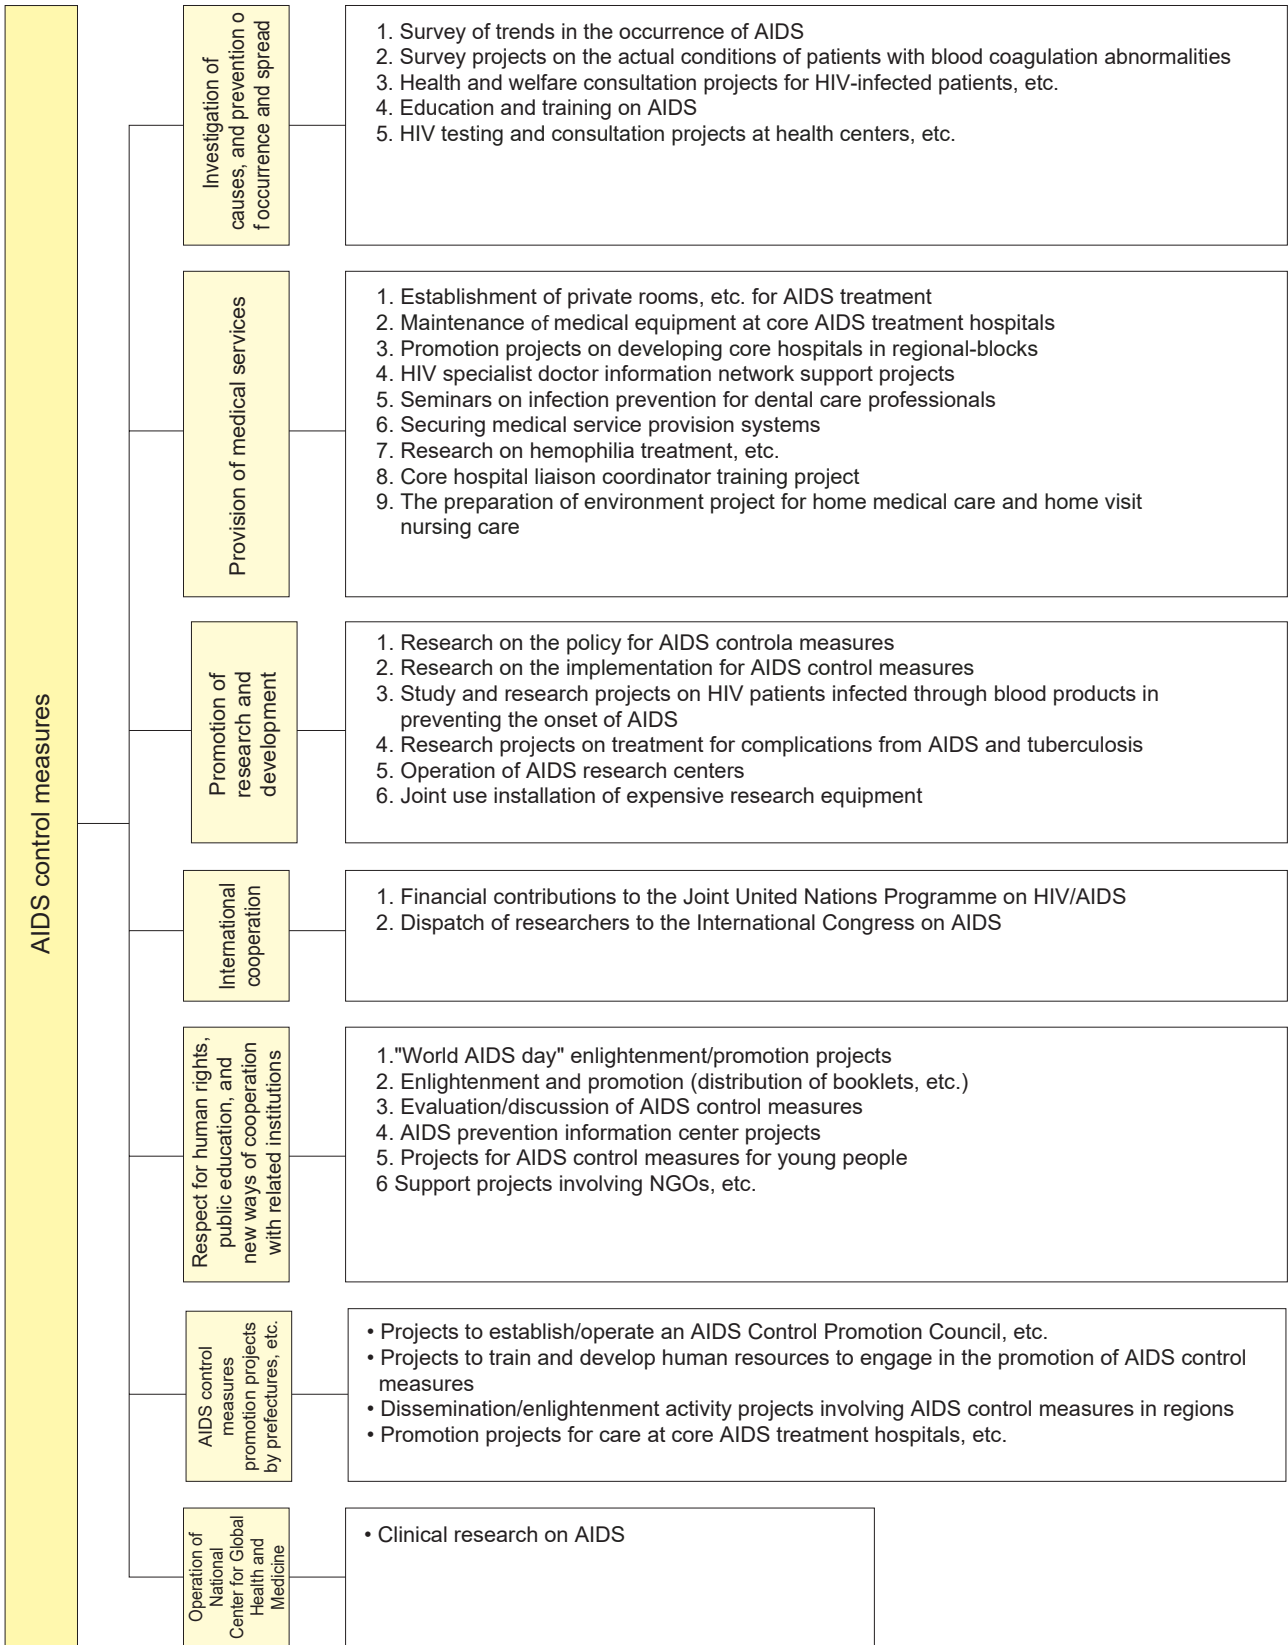 AIDS control measures
Investigation of
causes, and prevention o
f occurrence and spread
1. Survey of trends in the occurrence of AIDS
2. Survey projects on the actual conditions of patients with blood coagulation abnormalities
3. Health and welfare consultation projects for HIV-infected patients, etc.
4. Education and training on AIDS
5. HIV testing and consultation projects at health centers, etc.
Provision of medical services
1. Establishment of private rooms, etc. for AIDS treatment
2. Maintenance of medical equipment at core AIDS treatment hospitals
3. Promotion projects on developing core hospitals in regional-blocks
4. HIV specialist doctor information network support projects
5. Seminars on infection prevention for dental care professionals
6. Securing medical service provision systems
7. Research on hemophilia treatment, etc.
8. Core hospital liaison coordinator training project
9. The preparation of environment project for home medical care and home visit
nursing care
Promotion of
research and
development
1. Research on the policy for AIDS controla measures
2. Research on the implementation for AIDS control measures
3. Study and research projects on HIV patients infected through blood products in
preventing the onset of AIDS
4. Research projects on treatment for complications from AIDS and tuberculosis
5. Operation of AIDS research centers
6. Joint use installation of expensive research equipment
International
cooperation
1. Financial contributions to the Joint United Nations Programme on HIV/AIDS
2. Dispatch of researchers to the International Congress on AIDS
Respect for human rights,
public education, and
new ways of cooperation
with related institutions
1."World AIDS day" enlightenment/promotion projects
2. Enlightenment and promotion (distribution of booklets, etc.)
3. Evaluation/discussion of AIDS control measures
4. AIDS prevention information center projects
5. Projects for AIDS control measures for young people
6 Support projects involving NGOs, etc.
AIDS control
measures
promotion projects
by prefectures, etc.
• Projects to establish/operate an AIDS Control Promotion Council, etc.
• Projects to train and develop human resources to engage in the promotion of AIDS control
measures
• Dissemination/enlightenment activity projects involving AIDS control measures in regions
• Promotion projects for care at core AIDS treatment hospitals, etc.
Operation of
National
Center for Global
Health and
Medicine
• Clinical research on AIDS